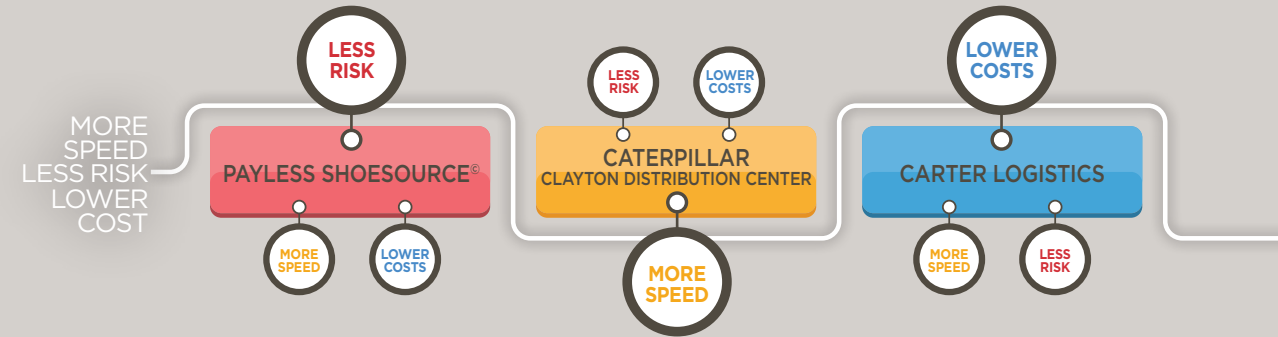 MORE
SPEED
LESS RISK
LOWER
COST
LESS
RISK
PAYLESS SHOESOURCE©
MORE
SPEED
LOWER
COSTS
LESS
RISK
LOWER
COSTS
CATERPILLAR
CLAYTON DISTRIBUTION CENTER
MORE
SPEED
LOWER
COSTS
CARTER LOGISTICS
MORE
SPEED
LESS
RISK